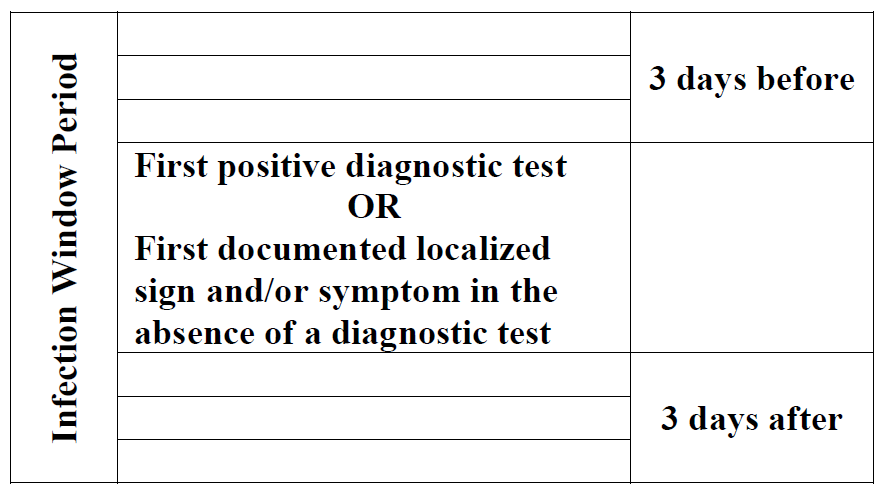 Infection Window Period
3 days before
First positive diagnostic test
OR
First documented localized
sign and/or symptom in the
absence of a diagnostic test
3 days after